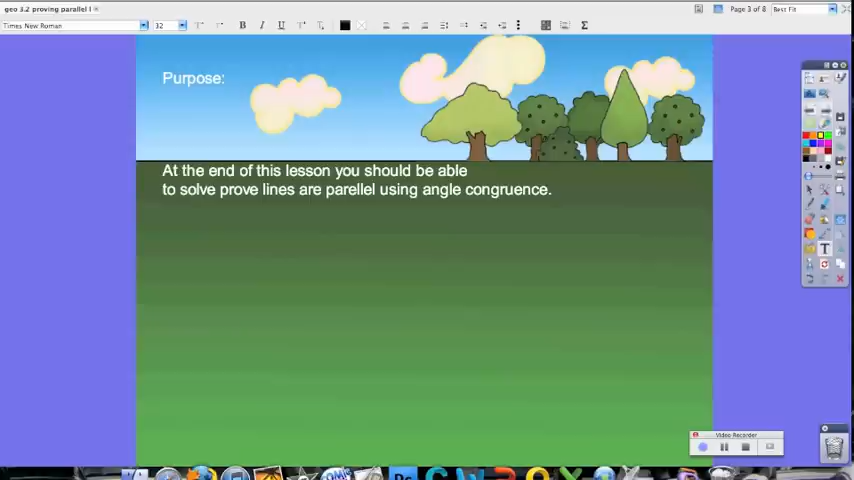 geo 3.2 proving parallel l
Times New Roman
32
B I U T T
Σ
Page 3 of 8
Best Fit
Purpose:
At the end of this lesson you should be able
to solve prove lines are parellel using angle congruence.
T
Video Recorder
Ps